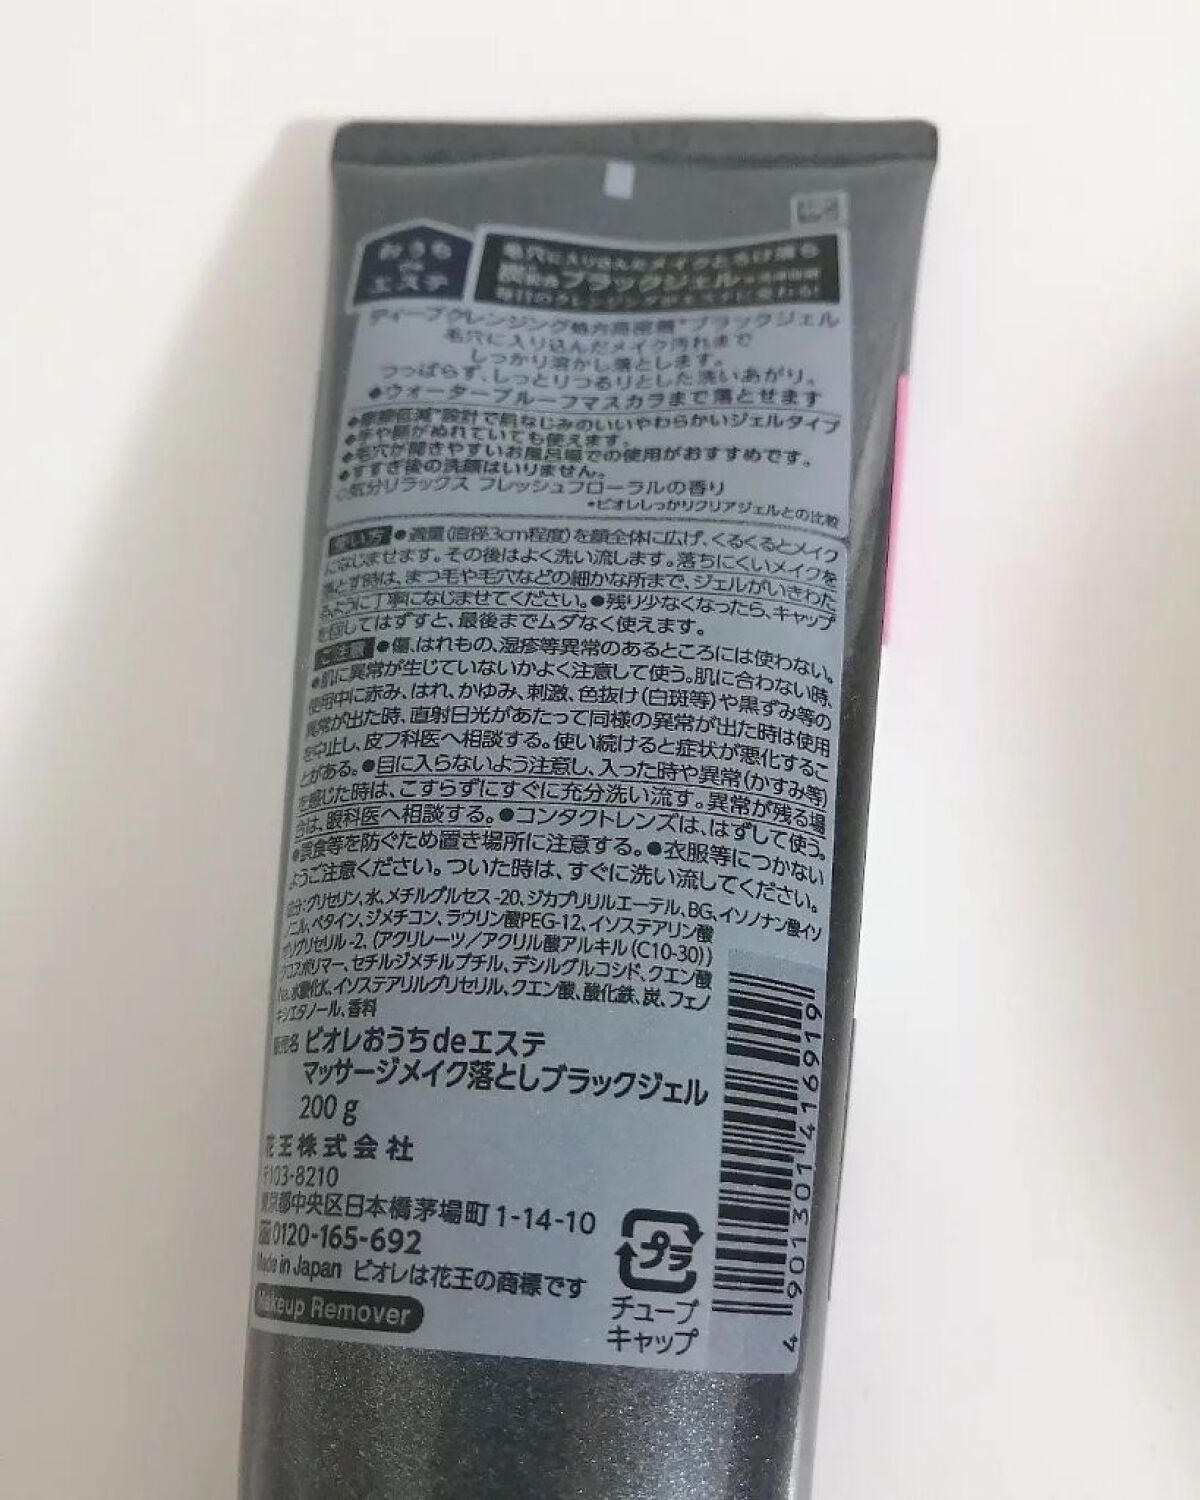 おうち
de
エステ
毛穴に入り込んだメイクとろけ落ち
炭配合ブラックジェル
毎日のクレンジングがエステに変わる!
ディープクレンジング処方高密着*ブラックジェル
毛穴に入り込んだメイク汚れまで
しっかり溶かし落とします。
つっぱらず、しっとりつるりとした洗いあがり。
◆ウォータープルーフマスカラまで落とせます
◆摩擦低減*設計で肌なじみのいいやわらかいジェルタイプ
◆手や顔がぬれていても使えます。
◆毛穴が開きやすいお風呂場での使用がおすすめです。
◆すすぎ後の洗顔はいりません。
◇気分リラックス フレッシュフローラルの香り
*ビオレしっかりクリアジェルとの比較
使い方 ●適量(直径3cm程度)を顔全体に広げ、くるくるとメイク
になじませます。その後はよく洗い流します。落ちにくいメイクを
落とす時は、まつ毛や毛穴などの細かな所まで、ジェルがいきわた
るように丁寧になじませてください。●残り少なくなったら、キャップ
を回してはずすと、最後までムダなく使えます。
ご注意 ●傷、はれもの、湿疹等異常のあるところには使わない。
●肌に異常が生じていないかよく注意して使う。肌に合わない時、
使用中に赤み、はれ、かゆみ、刺激、色抜け(白斑等)や黒ずみ等の
異常が出た時、直射日光があたって同様の異常が出た時は使用
を中止し、皮フ科医へ相談する。使い続けると症状が悪化するこ
とがある。●目に入らないよう注意し、入った時や異常(かすみ等)
を感じた時は、こすらずにすぐに充分洗い流す。異常が残る場
合は、眼科医へ相談する。●コンタクトレンズは、はずして使う。
●誤食等を防ぐため置き場所に注意する。●衣服等につかない
ようご注意ください。ついた時は、すぐに洗い流してください。
成分:グリセリン、水、メチルグルセス-20、ジカプリリルエーテル、BG、イソノナン酸イソ
ノニル、ベタイン、ジメチコン、ラウリン酸PEG-12、イソステアリン酸
ポリグリセリル-2、(アクリレーツ/アクリル酸アルキル(C10-30))
クロスポリマー、セチルジメチルブチル、デシルグルコシド、クエン酸
Na、水酸化K、イソステアリルグリセリル、クエン酸、酸化鉄、炭、フェノ
キシエタノール、香料
販売名 ビオレおうちdeエステ
マッサージメイク落としブラックジェル
200g
花王株式会社
〒103-8210
東京都中央区日本橋茅場町1-14-10
0120-165-692
Made in Japan ビオレは花王の商標です
Makeup Remover
プラ
チューブ
キャップ
4 901301 416919